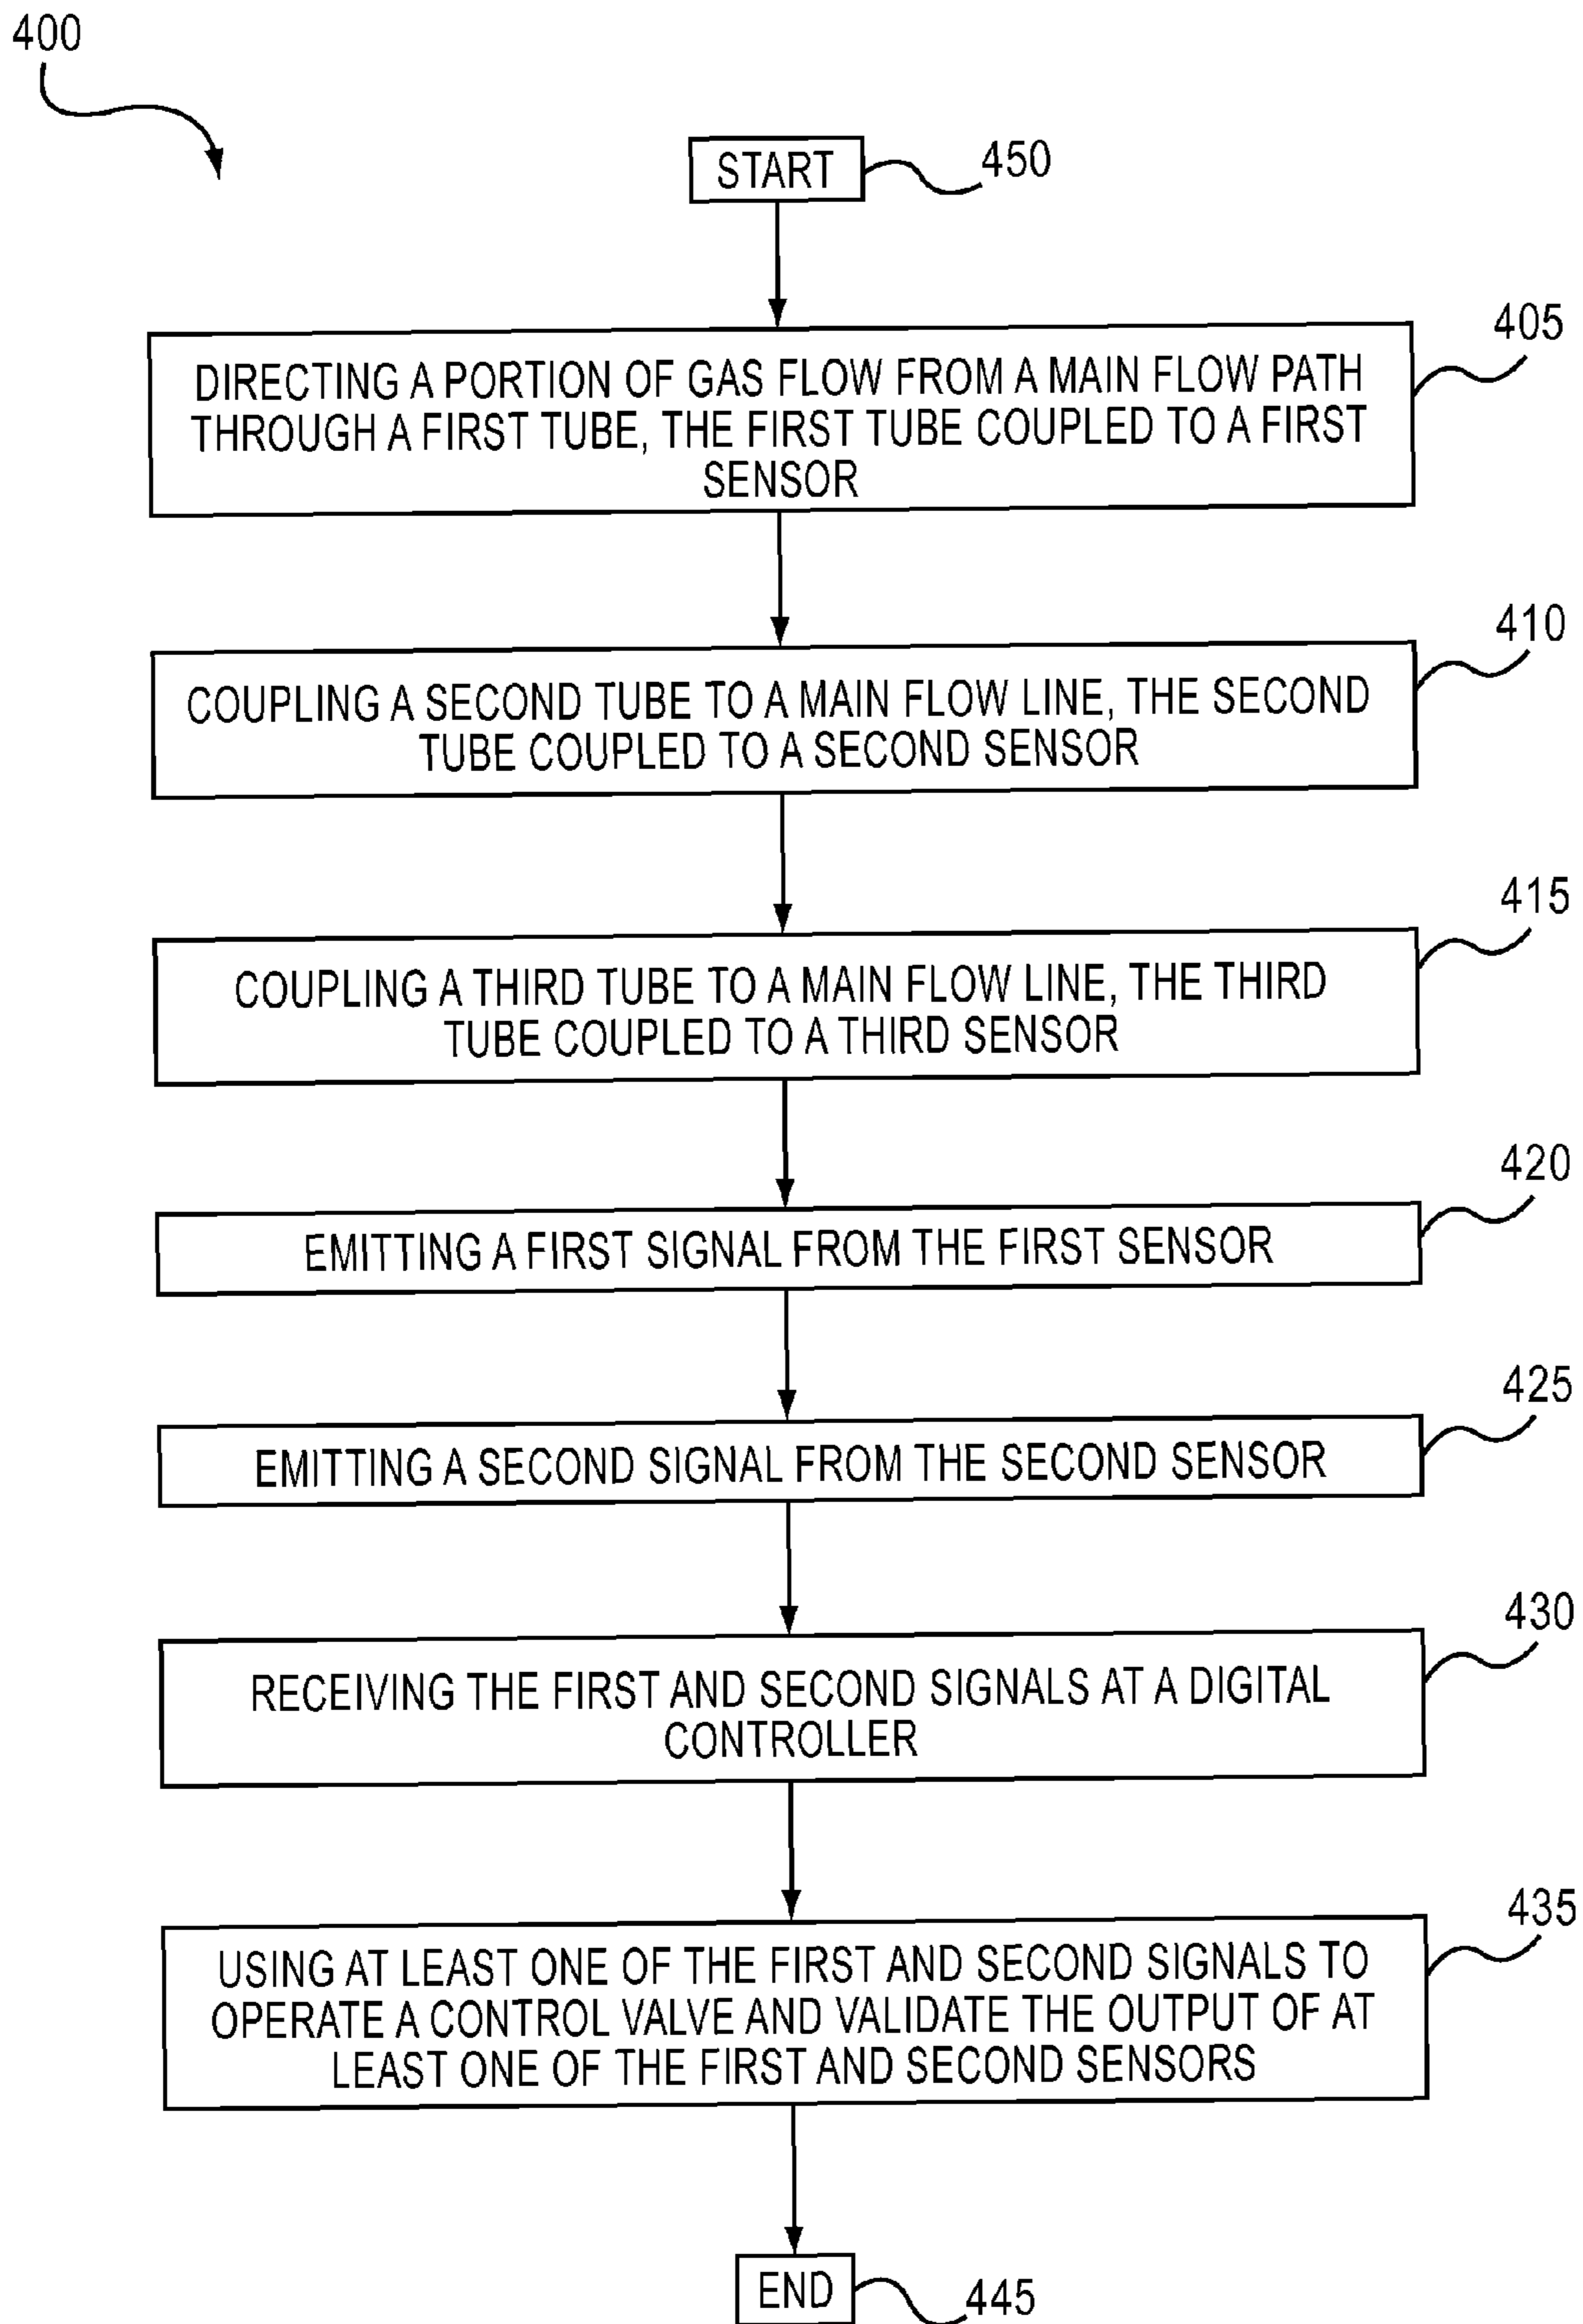 400
START
450
405
DIRECTING A PORTION OF GAS FLOW FROM A MAIN FLOW PATH
THROUGH A FIRST TUBE, THE FIRST TUBE COUPLED TO A FIRST
SENSOR
410
COUPLING A SECOND TUBE TO A MAIN FLOW LINE, THE SECOND
TUBE COUPLED TO A SECOND SENSOR
415
COUPLING A THIRD TUBE TO A MAIN FLOW LINE, THE THIRD
TUBE COUPLED TO A THIRD SENSOR
420
EMITTING A FIRST SIGNAL FROM THE FIRST SENSOR
425
EMITTING A SECOND SIGNAL FROM THE SECOND SENSOR
430
RECEIVING THE FIRST AND SECOND SIGNALS AT A DIGITAL
CONTROLLER
435
USING AT LEAST ONE OF THE FIRST AND SECOND SIGNALS TO
OPERATE A CONTROL VALVE AND VALIDATE THE OUTPUT OF AT
LEAST ONE OF THE FIRST AND SECOND SENSORS
END
445